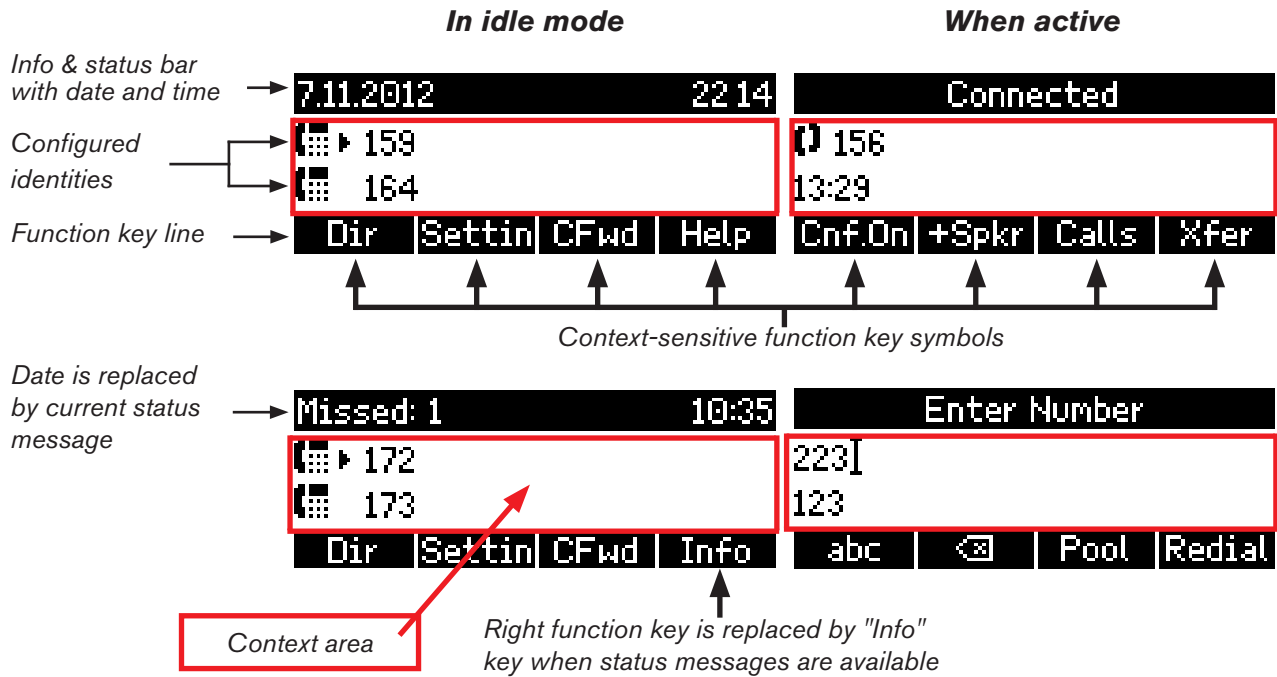 In idle mode
When active
Info & status bar
with date and time
7.11.2012 22 14
Connected
Configured
identities
159
164
156
13:29
Function key line
Dir Settin CFwd Help
Cnf.On +Spkr Calls Xfer
Context-sensitive function key symbols
Date is replaced
by current status
message
Missed: 1 10:35
Enter Number
172
173
223
123
Dir Settin CFwd Info
abc Pool Redial
Context area
Right function key is replaced by "Info"
key when status messages are available